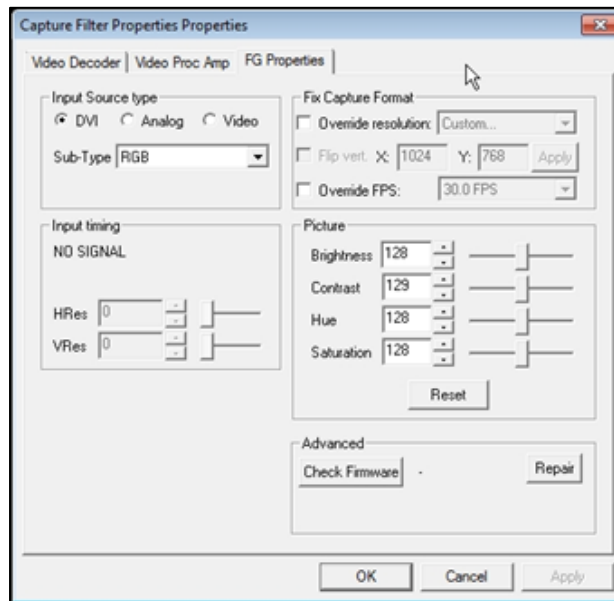 Capture Filter Properties Properties
Video Decoder Video Proc Amp FG Properties
Input Source type
DVI Analog Video
Sub-Type RGB
Fix Capture Format
Override resolution: Custom...
Flip vert. X: 1024 Y: 768 Apply
Override FPS: 30.0 FPS
Input timing
NO SIGNAL
HRes 0
VRes 0
Picture
Brightness 128
Contrast 129
Hue 128
Saturation 128
Reset
Advanced
Check Firmware - Repair
OK Cancel Apply